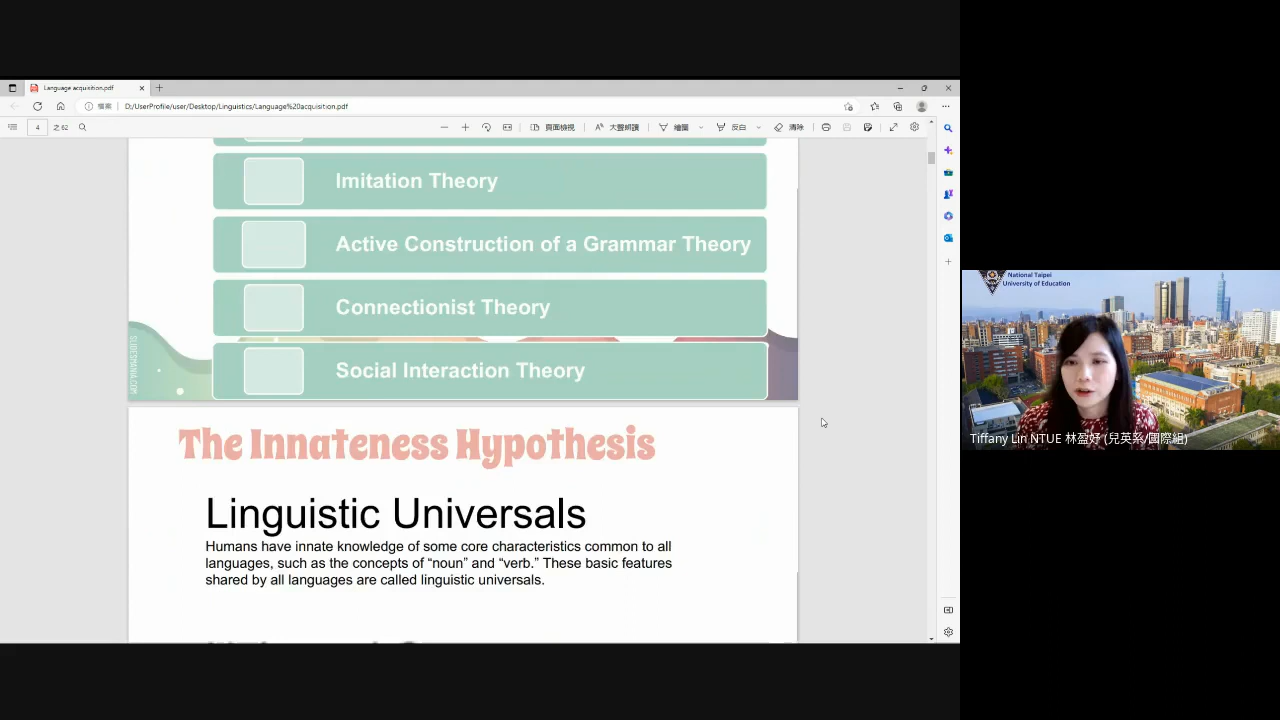 Language acquisition.pdf
檔案 D:/UserProfile/user/Desktop/Linguistics/Language%20acquisition.pdf
4 之 62 頁面檢視 大聲朗讀 繪圖 反白 清除
Imitation Theory
Active Construction of a Grammar Theory
Connectionist Theory
Social Interaction Theory
SLIDESMANIA.COM
The Innateness Hypothesis
Linguistic Universals
Humans have innate knowledge of some core characteristics common to all
languages, such as the concepts of “noun” and “verb.” These basic features
shared by all languages are called linguistic universals.
National Taipei
University of Education
Tiffany Lin NTUE 林盈妤 (兒英系/國際組)